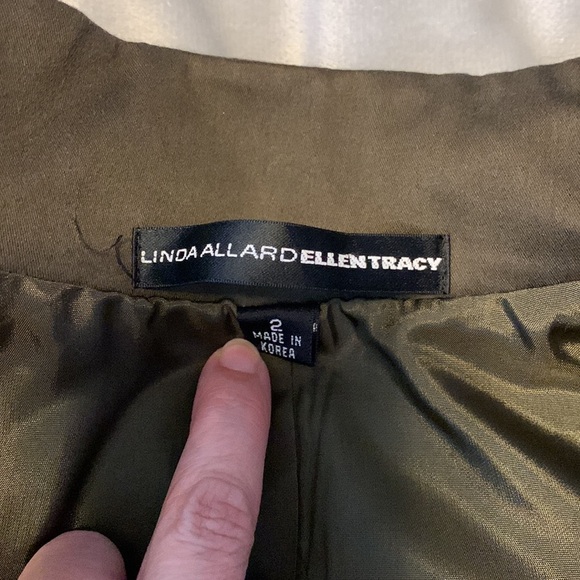 LINDA ALLARD ELLEN TRACY
2
MADE IN
KOREA